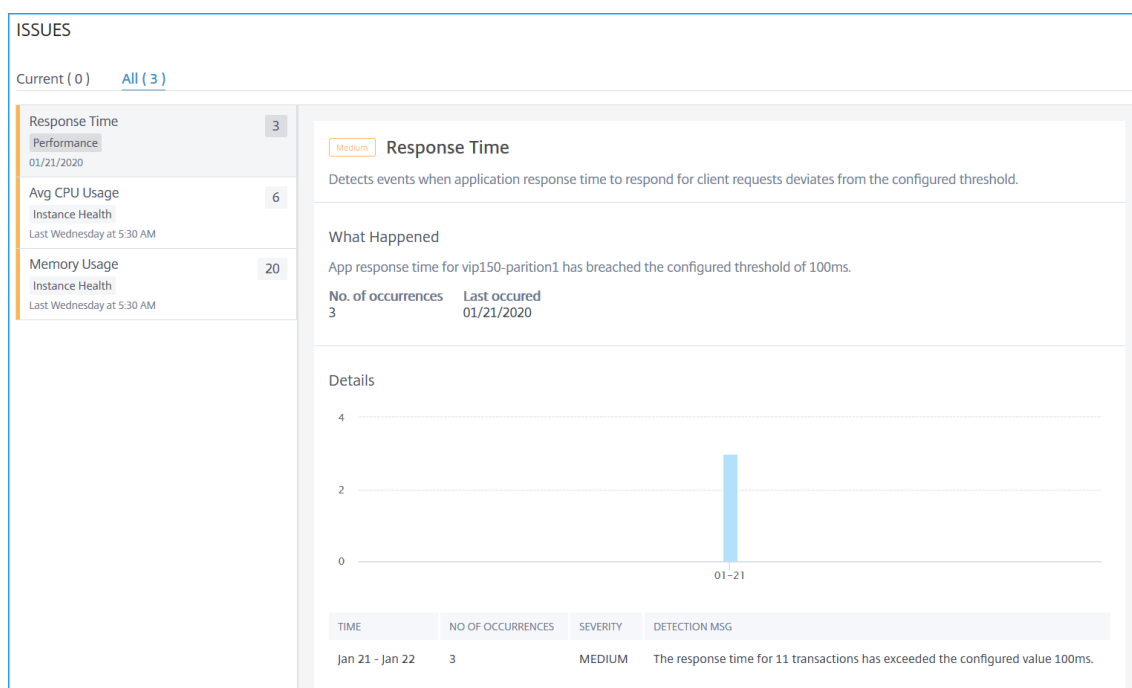 ISSUES
Current ( 0 ) All ( 3 )
Response Time 3
Performance
01/21/2020
Avg CPU Usage 6
Instance Health
Last Wednesday at 5:30 AM
Memory Usage 20
Instance Health
Last Wednesday at 5:30 AM
Medium Response Time
Detects events when application response time to respond for client requests deviates from the configured threshold.
What Happened
App response time for vip150-parition1 has breached the configured threshold of 100ms.
No. of occurrences Last occured
3 01/21/2020
Details
4
2
0
01-21
TIME NO OF OCCURRENCES SEVERITY DETECTION MSG
Jan 21 - Jan 22 3 MEDIUM The response time for 11 transactions has exceeded the configured value 100ms.